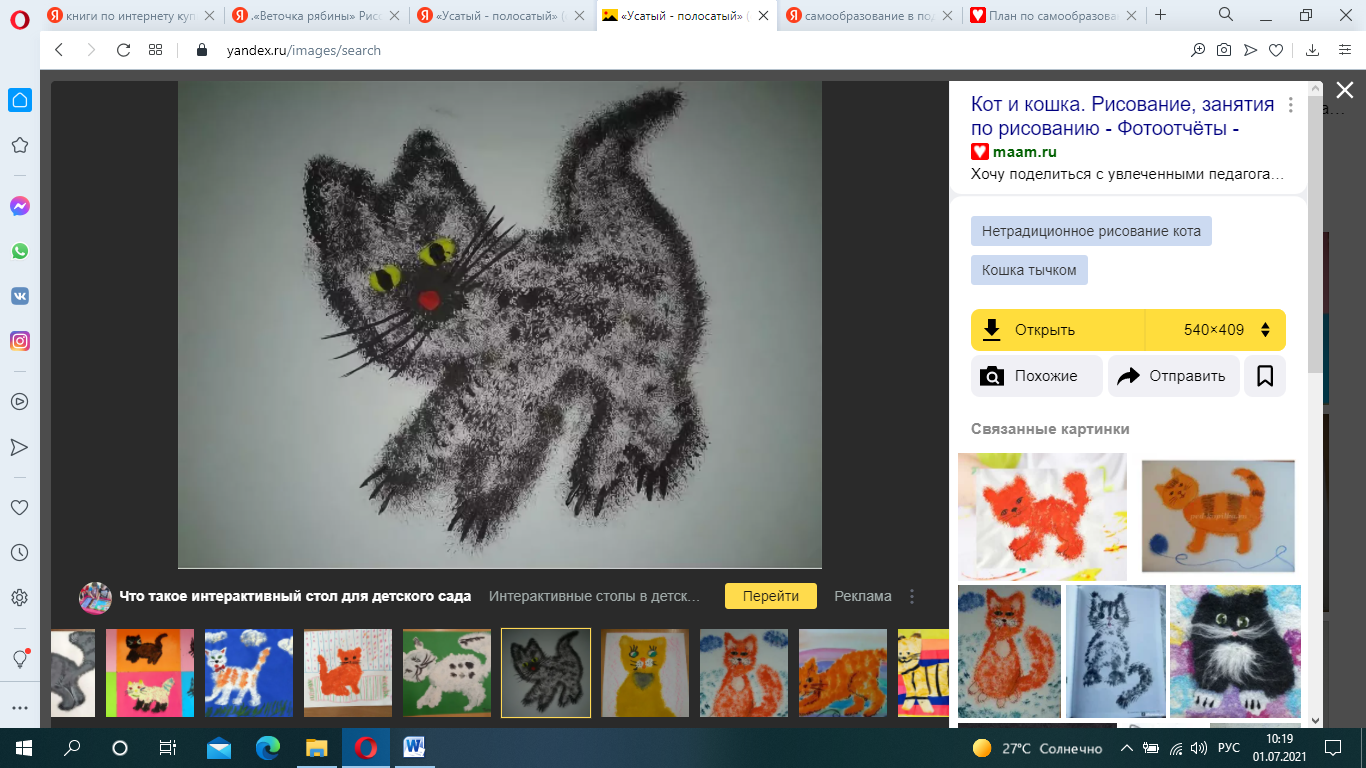 книги по интернету куп
.«Веточка рябины» Рис
«Усатый - полосатый» (
«Усатый - полосатый» (
самообразование в под
План по самообразова
yandex.ru/images/search
Кот и кошка. Рисование, занятия
по рисованию - Фотоотчёты -
maam.ru
Хочу поделиться с увлеченными педагога...
Нетрадиционное рисование кота
Кошка тычком
Открыть
540×409
Похожие
Отправить
Связанные картинки
Что такое интерактивный стол для детского сада
Интерактивные столы в детск...
Перейти
Реклама
27°C Солнечно
РУС
10:19
01.07.2021